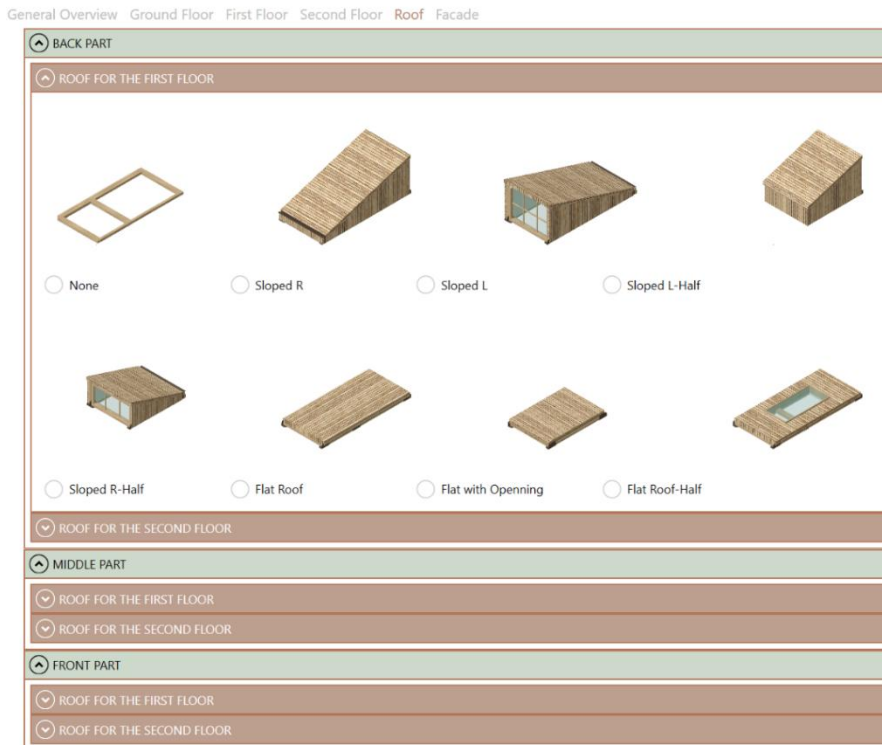 General Overview Ground Floor First Floor Second Floor Roof Facade
BACK PART
ROOF FOR THE FIRST FLOOR
None Sloped R Sloped L Sloped L-Half
Sloped R-Half Flat Roof Flat with Openning Flat Roof-Half
ROOF FOR THE SECOND FLOOR
MIDDLE PART
ROOF FOR THE FIRST FLOOR
ROOF FOR THE SECOND FLOOR
FRONT PART
ROOF FOR THE FIRST FLOOR
ROOF FOR THE SECOND FLOOR